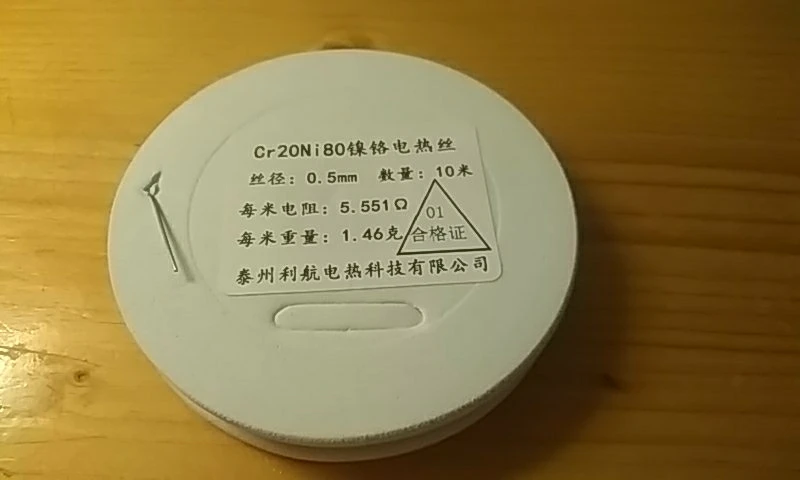 Cr20Ni80镍铬电热丝
丝径：0.5mm 数量：10米
每米电阻：5.551Ω
01
每米重量：1.46克
合格证
泰州利航电热科技有限公司